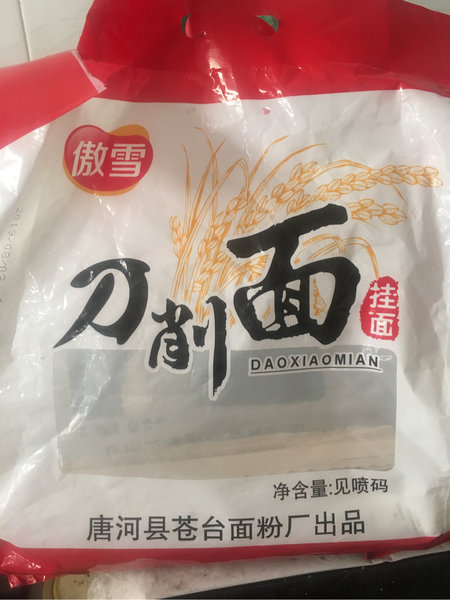 傲雪
刀削面
挂面
DAOXIAOMIAN
净含量:见喷码
唐河县苍台面粉厂出品